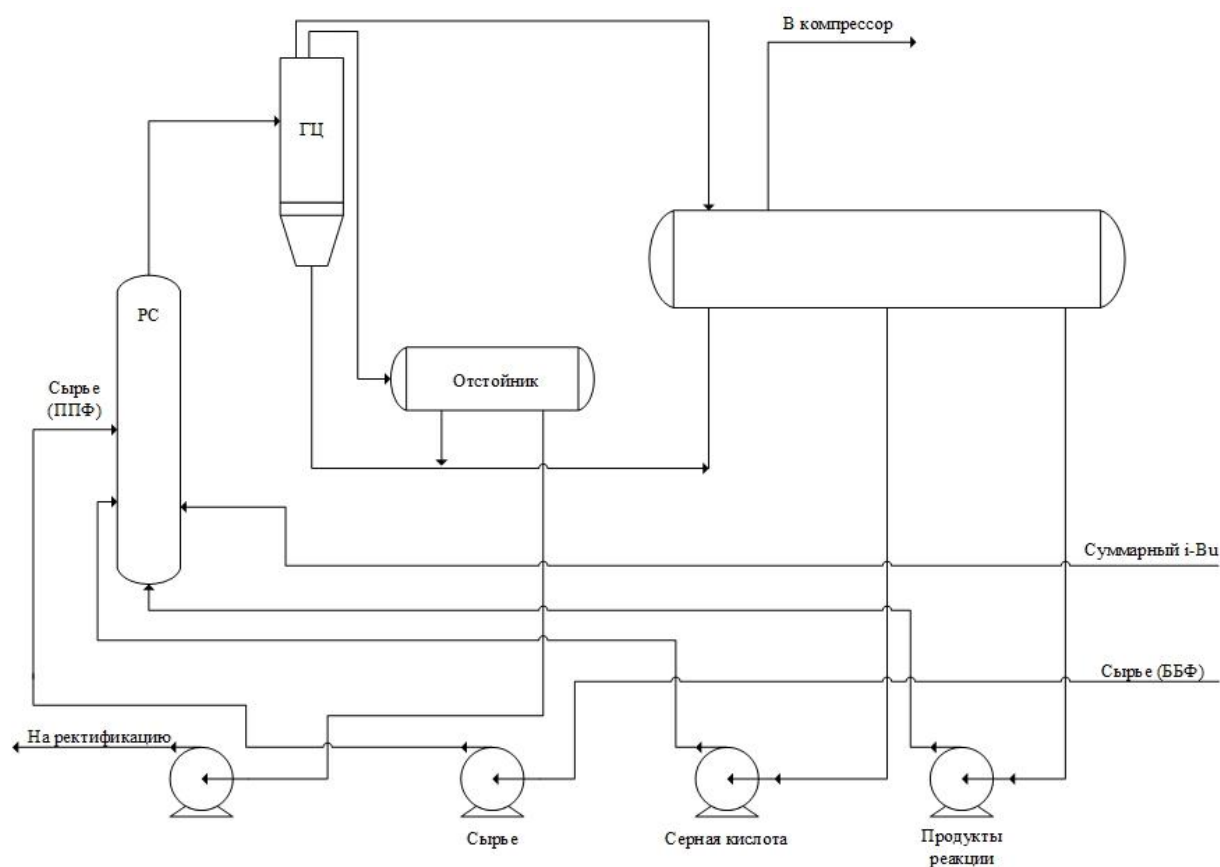 В компрессор
ГЦ
РС
Отстойник
Сырье
(ППФ)
Суммарный i-Bu
Сырье (ББФ)
На ректификацию
Сырье
Серная кислота
Продукты
реакции